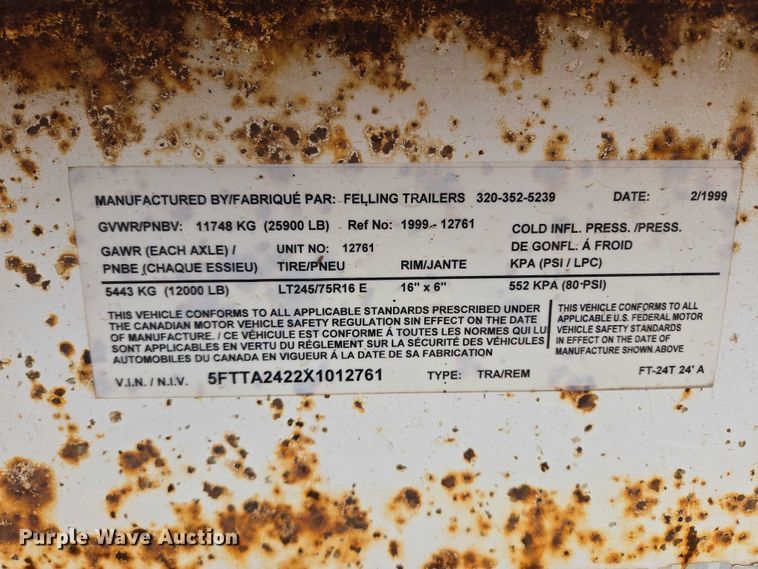 MANUFACTURED BY/FABRIQUÉ PAR: FELLING TRAILERS 320-352-5239 DATE: 2/1999
GVWR/PNBV: 11748 KG (25900 LB) Ref No: 1999 - 12761 COLD INFL. PRESS. /PRESS.
GAWR (EACH AXLE) / UNIT NO: 12761 DE GONFL. Á FROID
PNBE (CHAQUE ESSIEU) TIRE/PNEU RIM/JANTE KPA (PSI / LPC)
5443 KG (12000 LB) LT245/75R16 E 16" x 6" 552 KPA (80 PSI)
THIS VEHICLE CONFORMS TO ALL APPLICABLE STANDARDS PRESCRIBED UNDER
THE CANADIAN MOTOR VEHICLE SAFETY REGULATION SIN EFFECT ON THE DATE
OF MANUFACTURE. / CE VÉHICULE EST CONFORME Á TOUTES LES NORMES QUI LUI
SONT APPLICABLES EN VERTU DU RÉGLEMENT SUR LA SÉCURITÉ DES VÉHICULES
AUTOMOBILES DU CANADA EN VIGUEUR Á LA DATE DE SA FABRICATION
THIS VEHICLE CONFORMS TO ALL
APPLICABLE U.S. FEDERAL MOTOR
VEHICLE SAFETY STANDARDS
IN EFFECT ON THE DATE OF
MANUFACTURE SHOWN ABOVE
V.I.N. / N.I.V. 5FTTA2422X1012761 TYPE: TRA/REM FT-24T 24' A
Purple Wave Auction